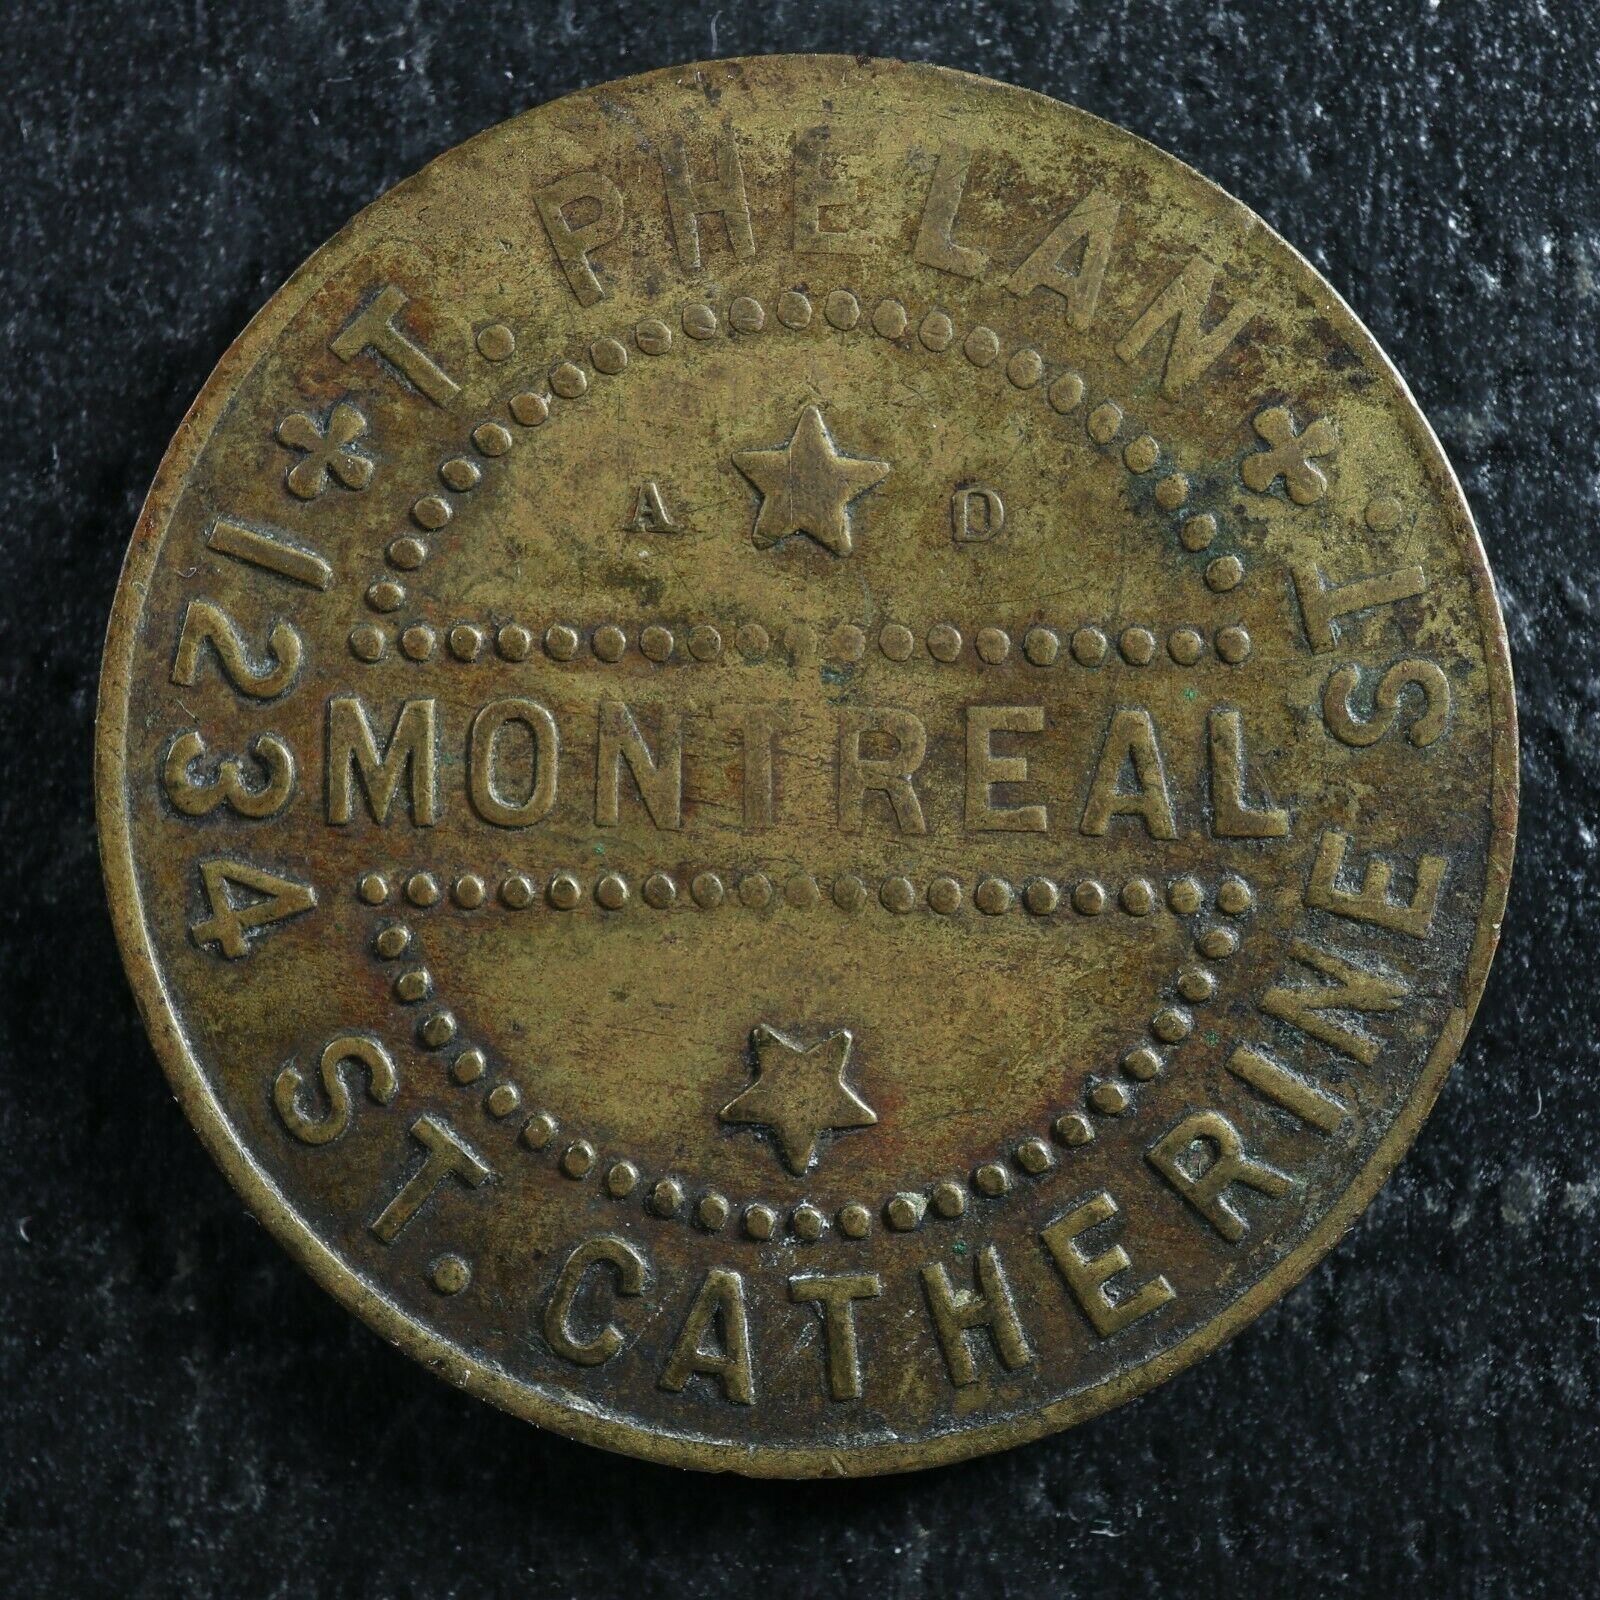 T. PHELAN
A D
MONTREAL
1234 ST. CATHERINE ST.